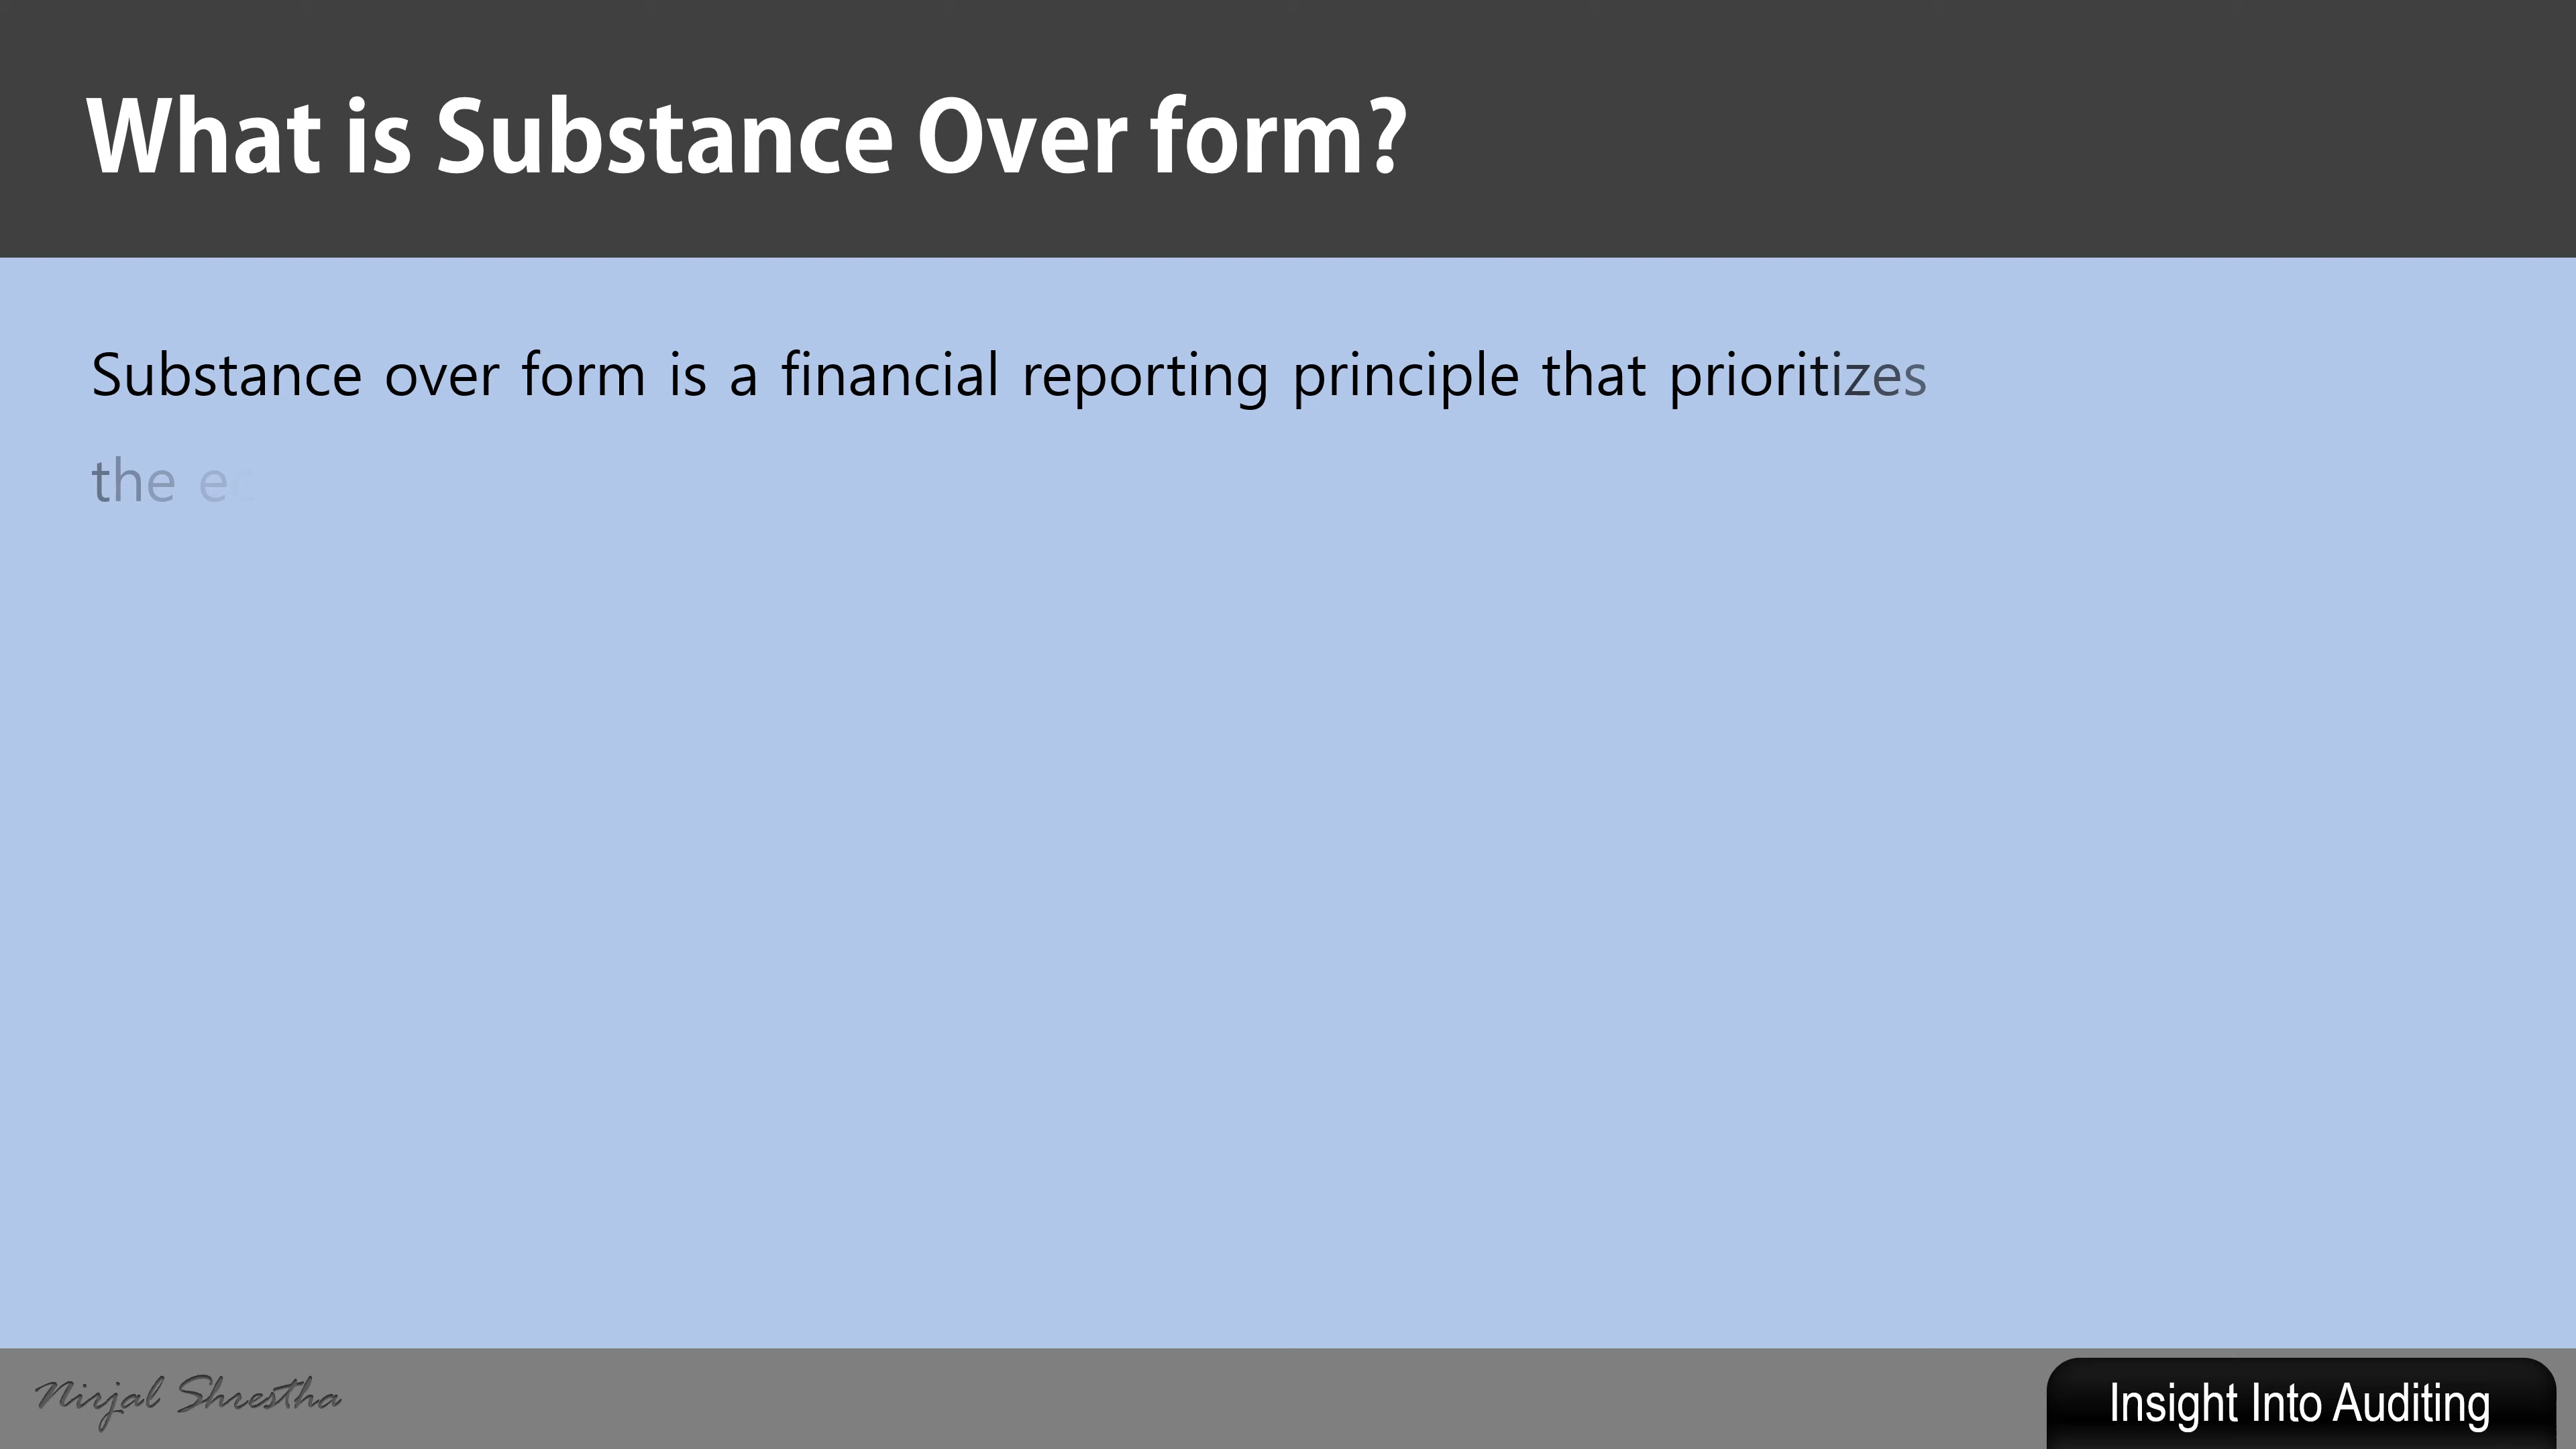 What is Substance Over form?
Substance over form is a financial reporting principle that prioritizes
the
Nirjal Shrestha
Insight Into Auditing